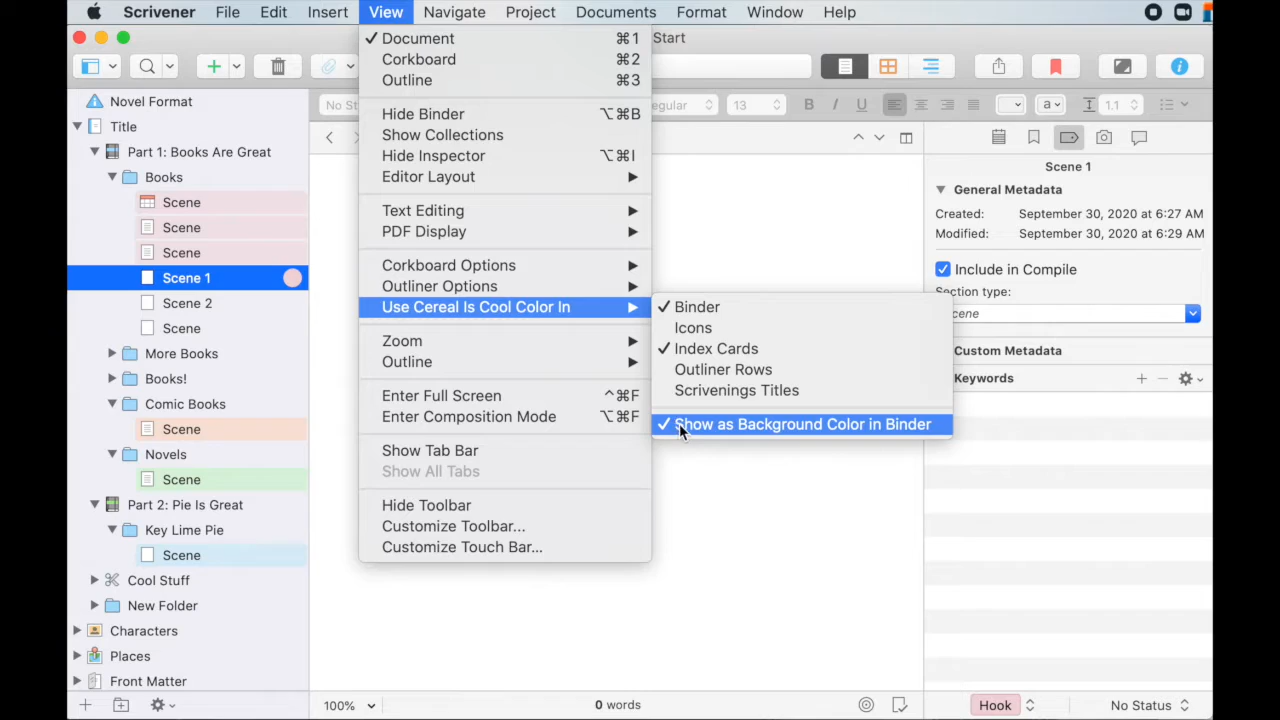 Scrivener File Edit Insert View Navigate Project Documents Format Window Help
Start
No St
egular 13 B I U a 1.1
Novel Format
Title
Part 1: Books Are Great
Books
Scene
Scene
Scene
Scene 1
Scene 2
Scene
More Books
Books!
Comic Books
Scene
Novels
Scene
Part 2: Pie Is Great
Key Lime Pie
Scene
Cool Stuff
New Folder
Characters
Places
Front Matter
✓ Document ⌘1
Corkboard ⌘2
Outline ⌘3
Hide Binder ⌥⌘B
Show Collections
Hide Inspector ⌥⌘I
Editor Layout
Text Editing
PDF Display
Corkboard Options
Outliner Options
Use Cereal Is Cool Color In
Zoom
Outline
Enter Full Screen ^⌘F
Enter Composition Mode ⌥⌘F
Show Tab Bar
Show All Tabs
Hide Toolbar
Customize Toolbar...
Customize Touch Bar...
✓ Binder
Icons
✓ Index Cards
Outliner Rows
Scrivenings Titles
✓ Show as Background Color in Binder
Scene 1
General Metadata
Created: September 30, 2020 at 6:27 AM
Modified: September 30, 2020 at 6:29 AM
Include in Compile
Section type:
cene
Custom Metadata
Keywords
100%
0 words
Hook
No Status